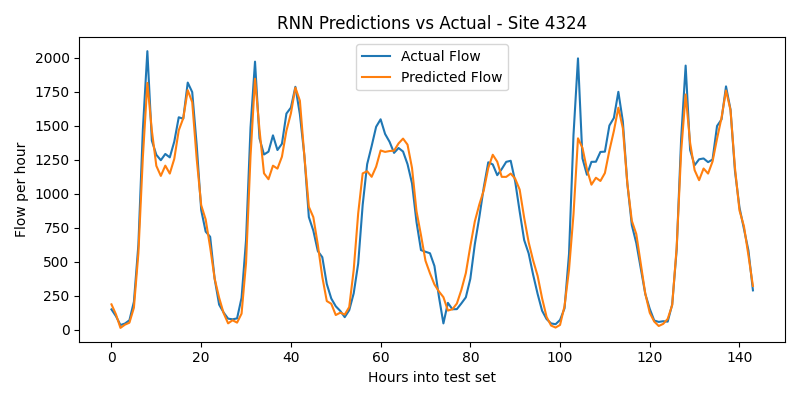 RNN Predictions vs Actual - Site 4324
Actual Flow
Predicted Flow
Flow per hour
2000
1750
1500
1250
1000
750
500
250
0
0 20 40 60 80 100 120 140
Hours into test set